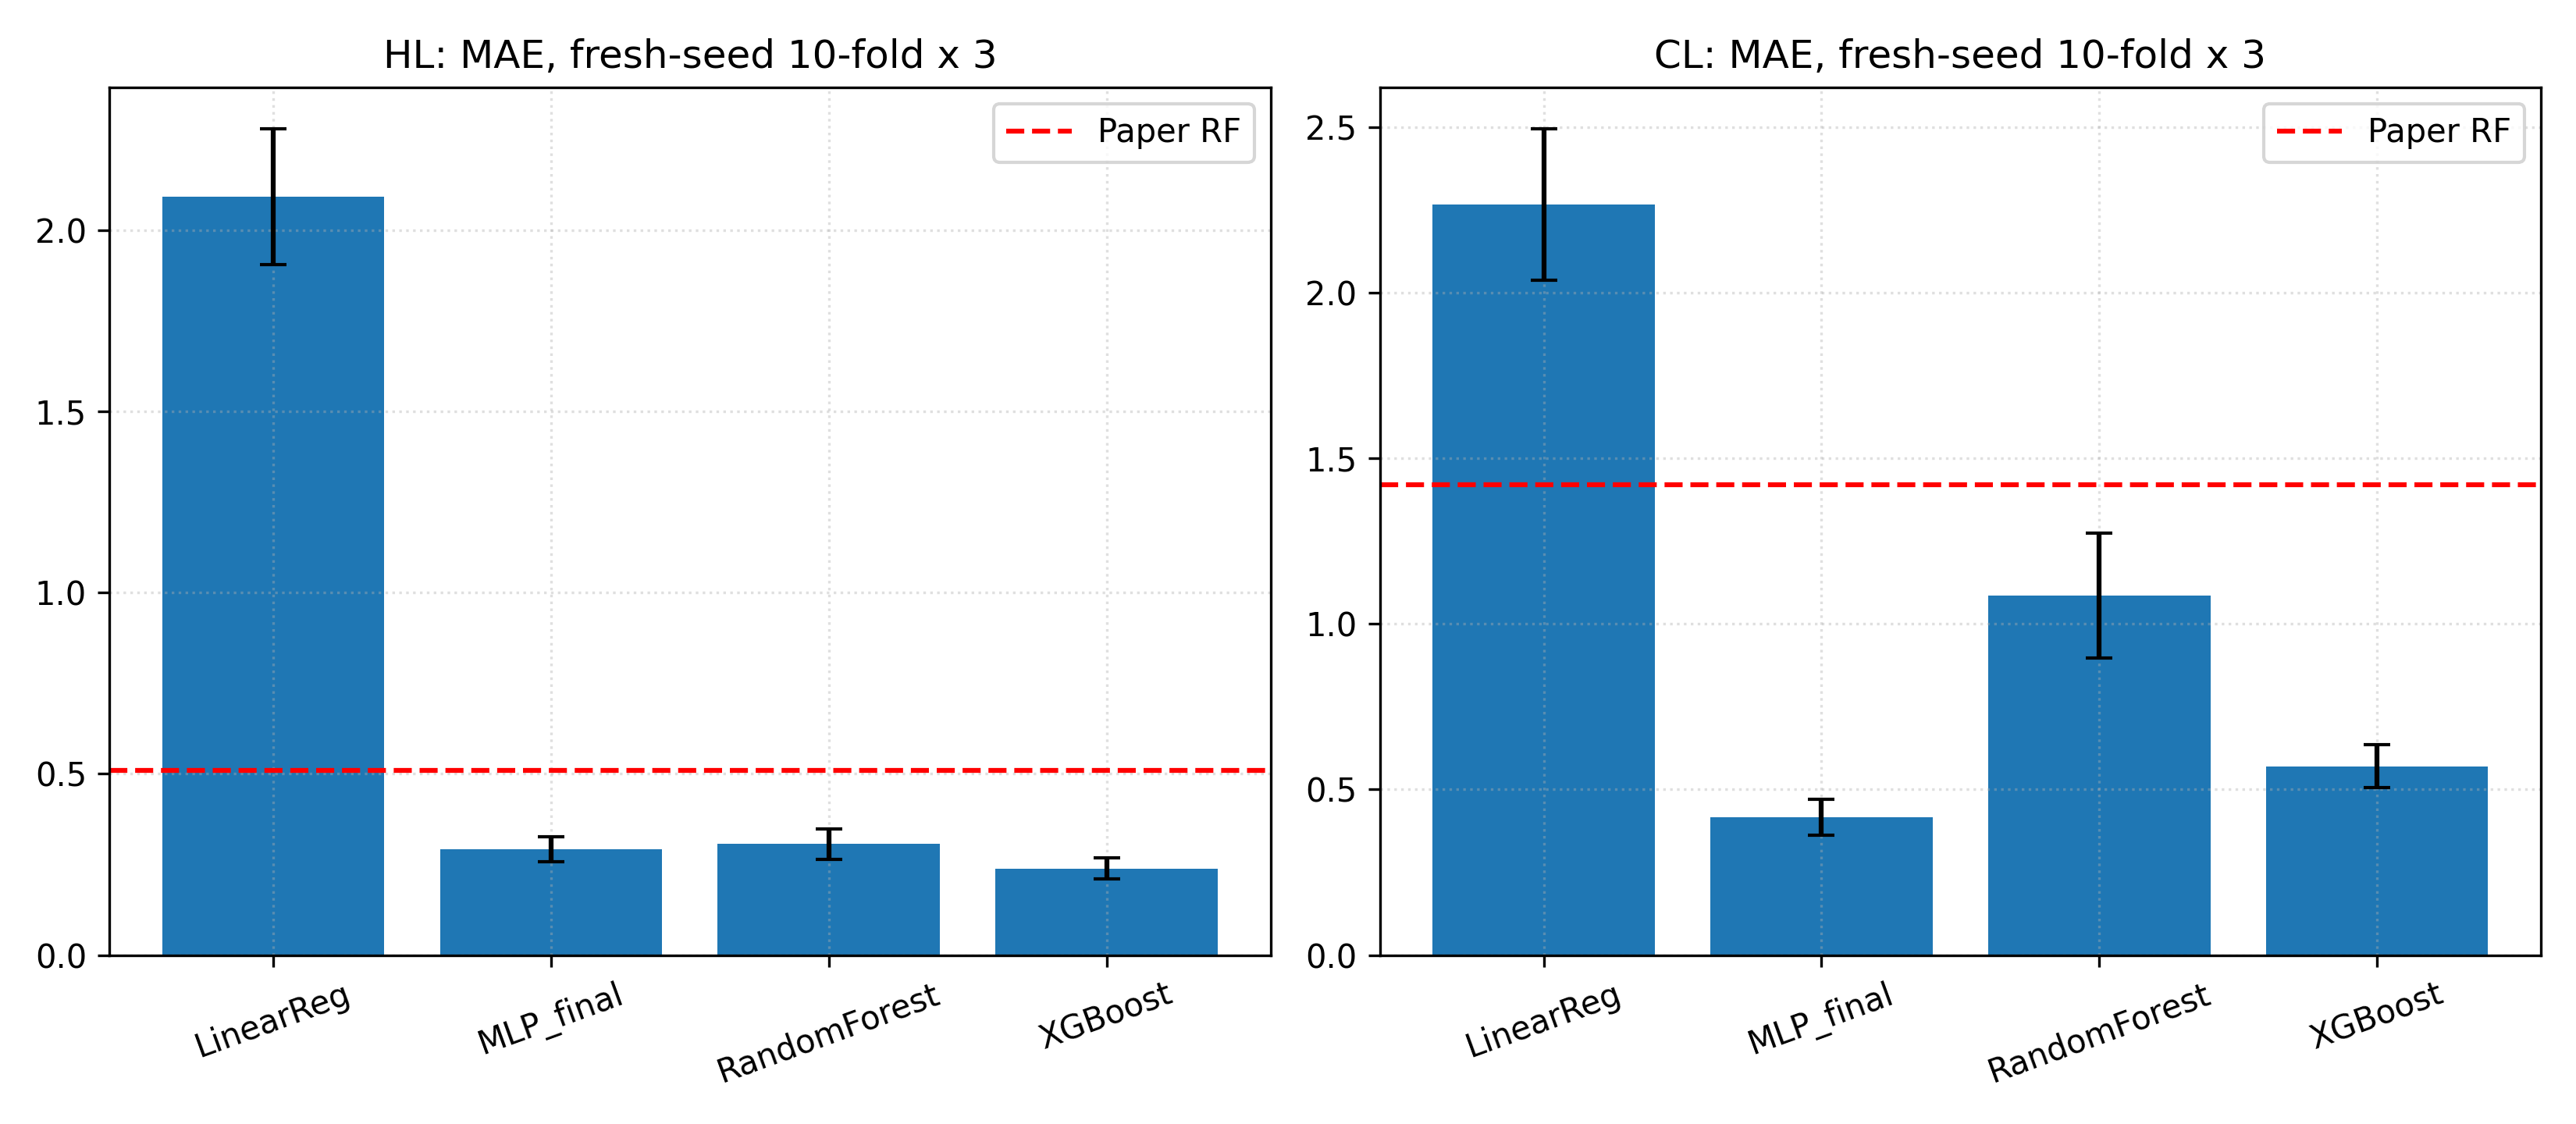 HL: MAE, fresh-seed 10-fold x 3
Paper RF
2.0
1.5
1.0
0.5
0.0
LinearReg
MLP_final
RandomForest
XGBoost
CL: MAE, fresh-seed 10-fold x 3
Paper RF
2.5
2.0
1.5
1.0
0.5
0.0
LinearReg
MLP_final
RandomForest
XGBoost